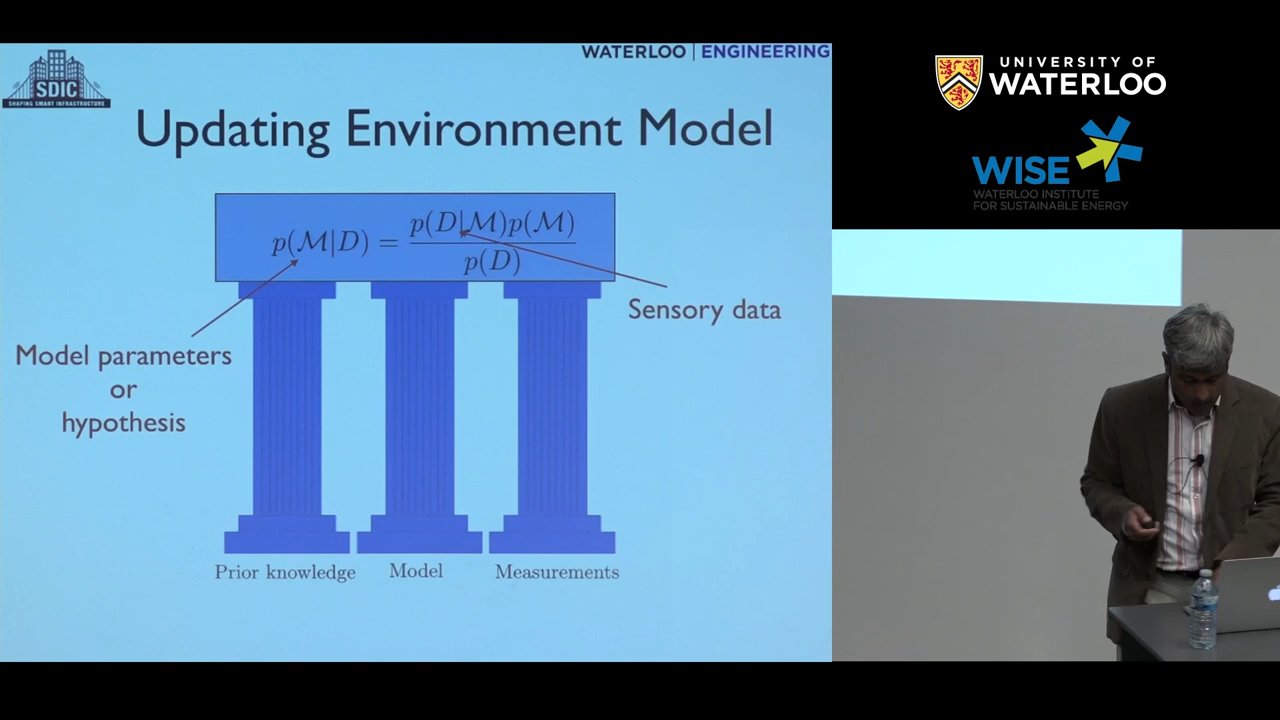 SDIC
SHAPING SMART INFRASTRUCTURE
WATERLOO | ENGINEERING
Updating Environment Model
p(ℳ|D) = p(D|ℳ)p(ℳ) / p(D)
Sensory data
Model parameters
or
hypothesis
Prior knowledge
Model
Measurements
UNIVERSITY OF
WATERLOO
WISE
WATERLOO INSTITUTE
FOR SUSTAINABLE ENERGY